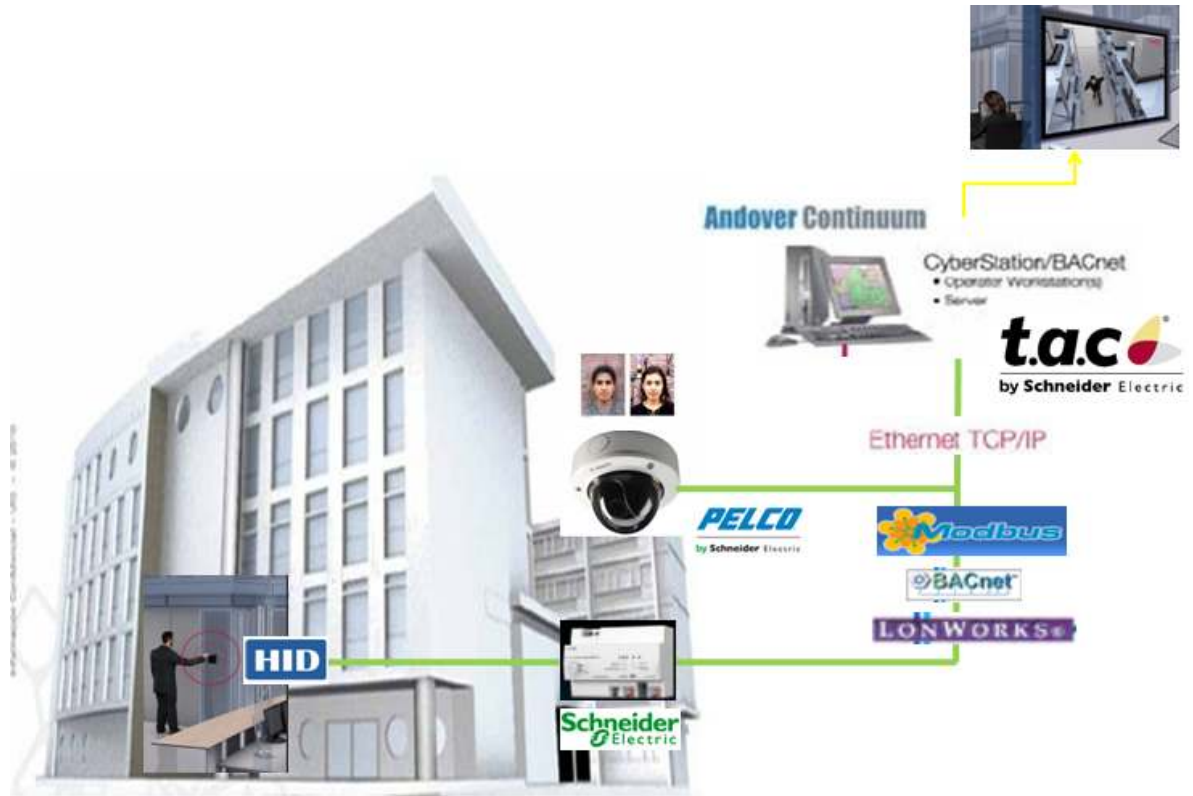 Andover Continuum
CyberStation/BACnet
• Operator Workstation(s)
• Server
t.a.c
by Schneider Electric
Ethernet TCP/IP
PELCO
by Schneider Electric
Modbus
BACnet
LONWORKS®
HID
Schneider
Electric